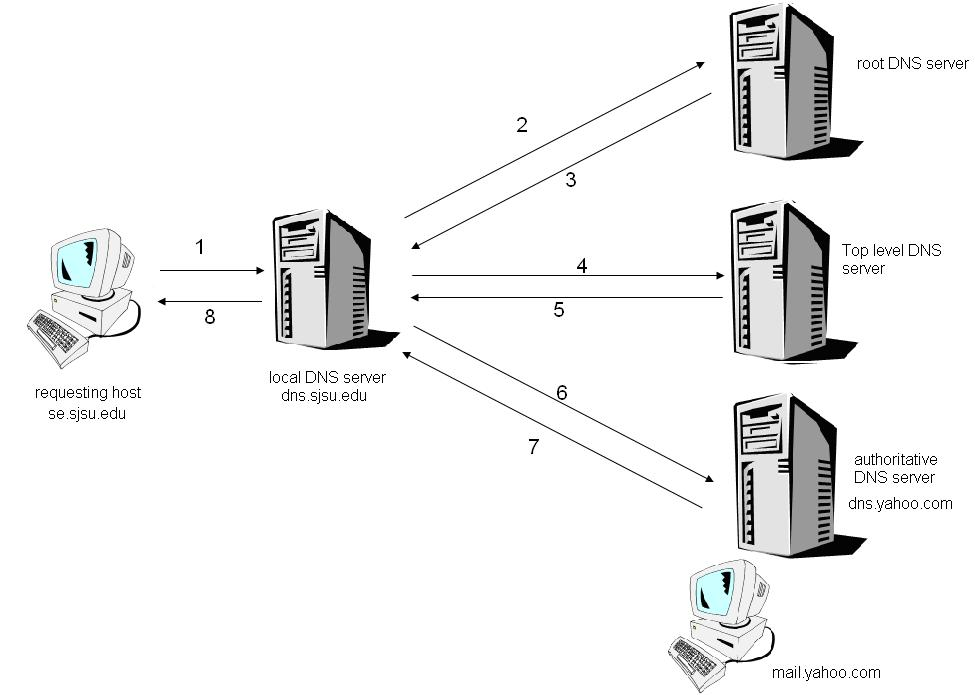 root DNS server
2
3
Top level DNS
server
1
4
5
8
local DNS server
dns.sjsu.edu
requesting host
se.sjsu.edu
6
7
authoritative
DNS server
dns.yahoo.com
mail.yahoo.com